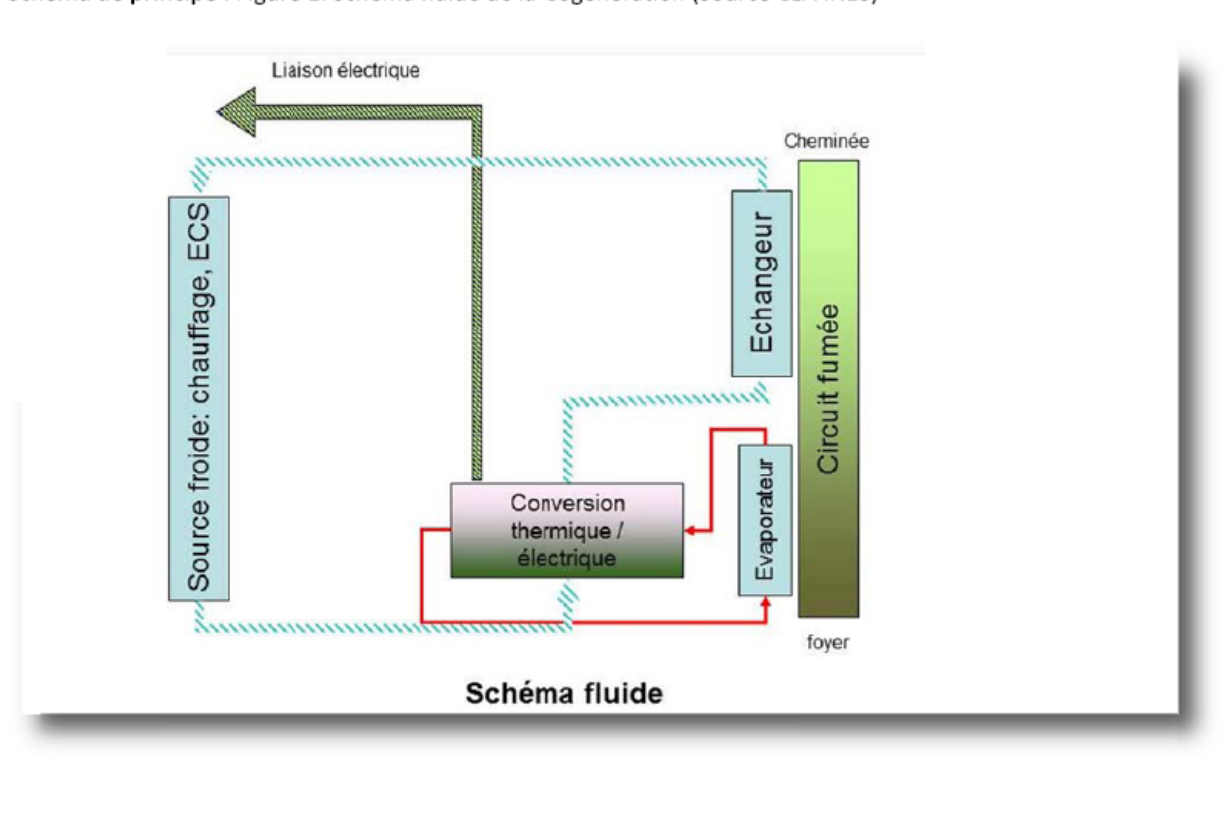 Liaison électrique
Cheminée
Source froide: chauffage, ECS
Echangeur
Circuit fumée
Conversion
thermique /
électrique
Evaporateur
foyer
Schéma fluide